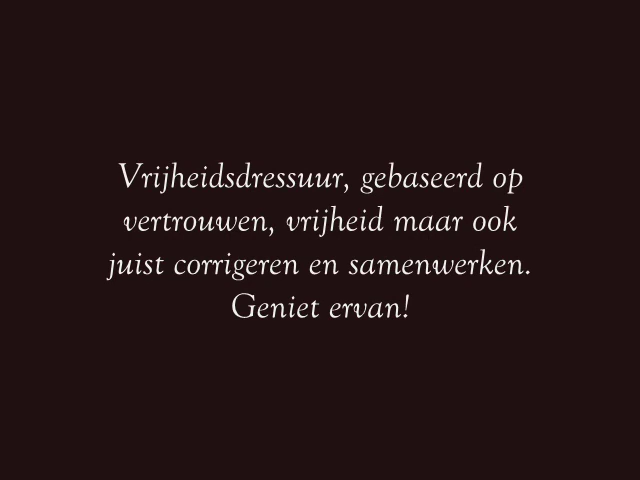 Vrijheidsdressuur, gebaseerd op
vertrouwen, vrijheid maar ook
juist corrigeren en samenwerken.
Geniet ervan!